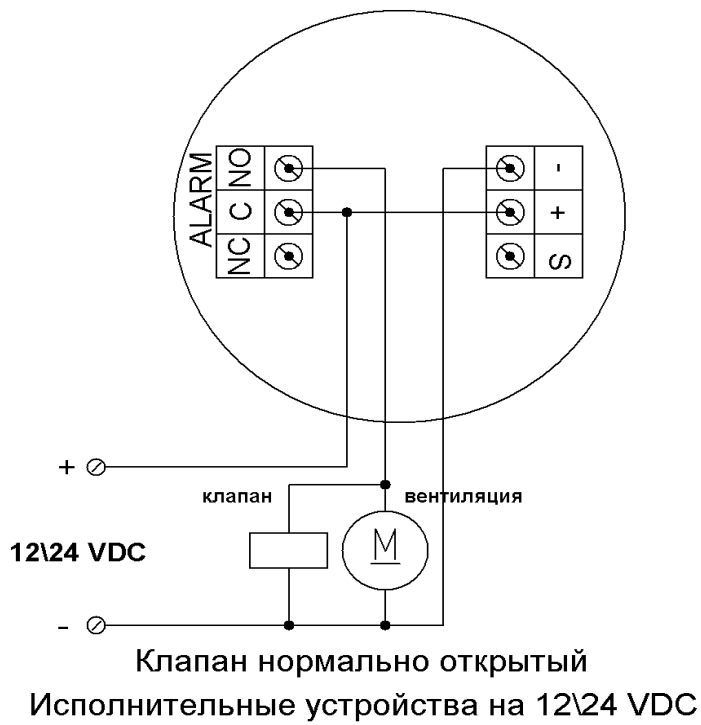 ALARM
NO
C
NC
-
+
S
+
клапан
вентиляция
12\24 VDC
M
-
Клапан нормально открытый
Исполнительные устройства на 12\24 VDC